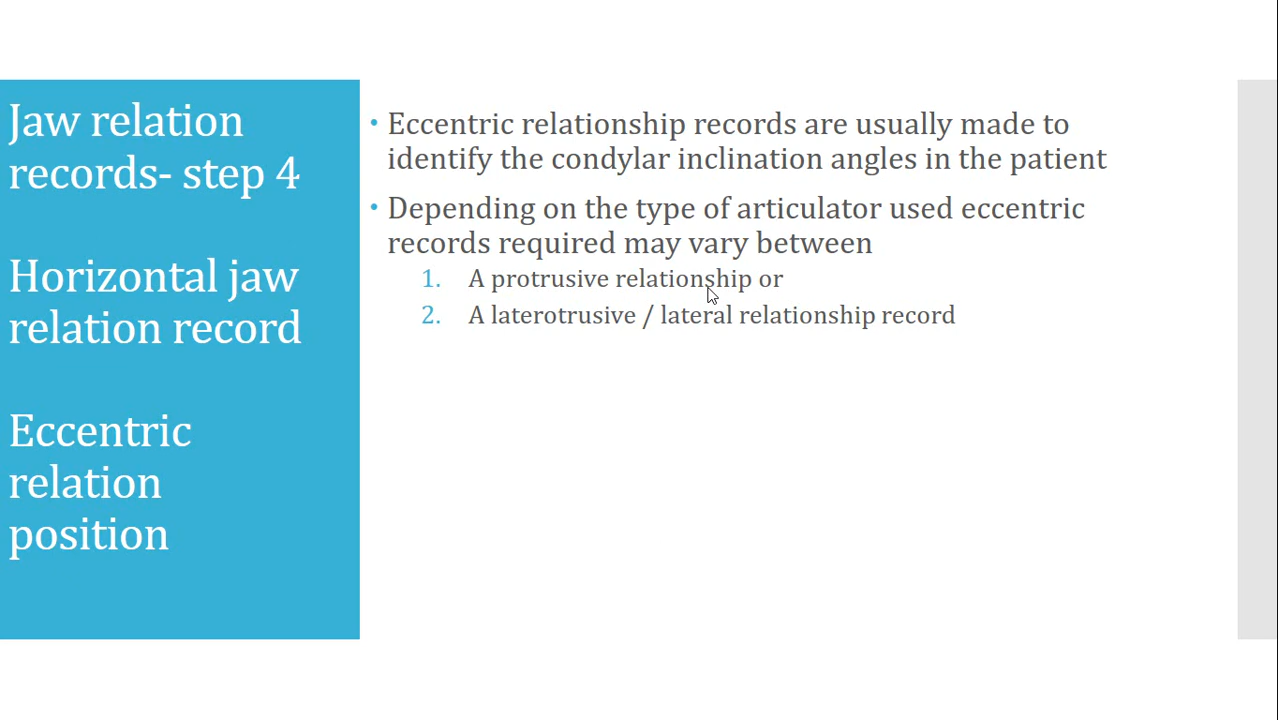 Jaw relation
records- step 4
Horizontal jaw
relation record
Eccentric
relation
position
• Eccentric relationship records are usually made to
identify the condylar inclination angles in the patient
• Depending on the type of articulator used eccentric
records required may vary between
1. A protrusive relationship or
2. A laterotrusive / lateral relationship record